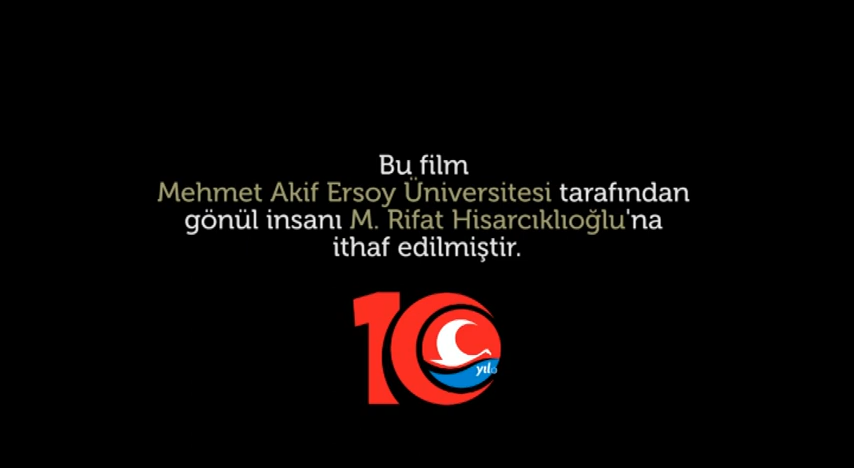 Bu film
Mehmet Akif Ersoy Üniversitesi tarafından
gönül insanı M. Rifat Hisarcıklıoğlu'na
ithaf edilmiştir.
10
yıl